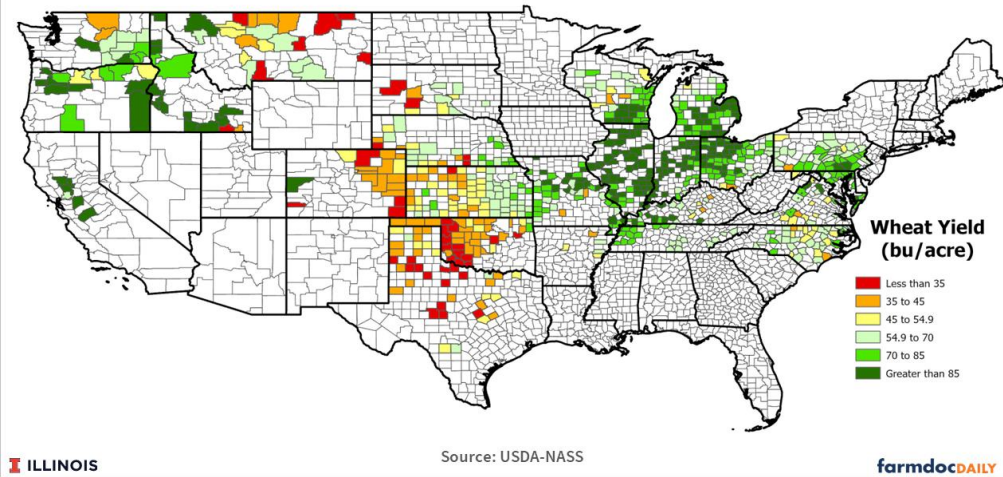 Wheat Yield
(bu/acre)
Less than 35
35 to 45
45 to 54.9
54.9 to 70
70 to 85
Greater than 85
I ILLINOIS
Source: USDA-NASS
farmdocDAILY